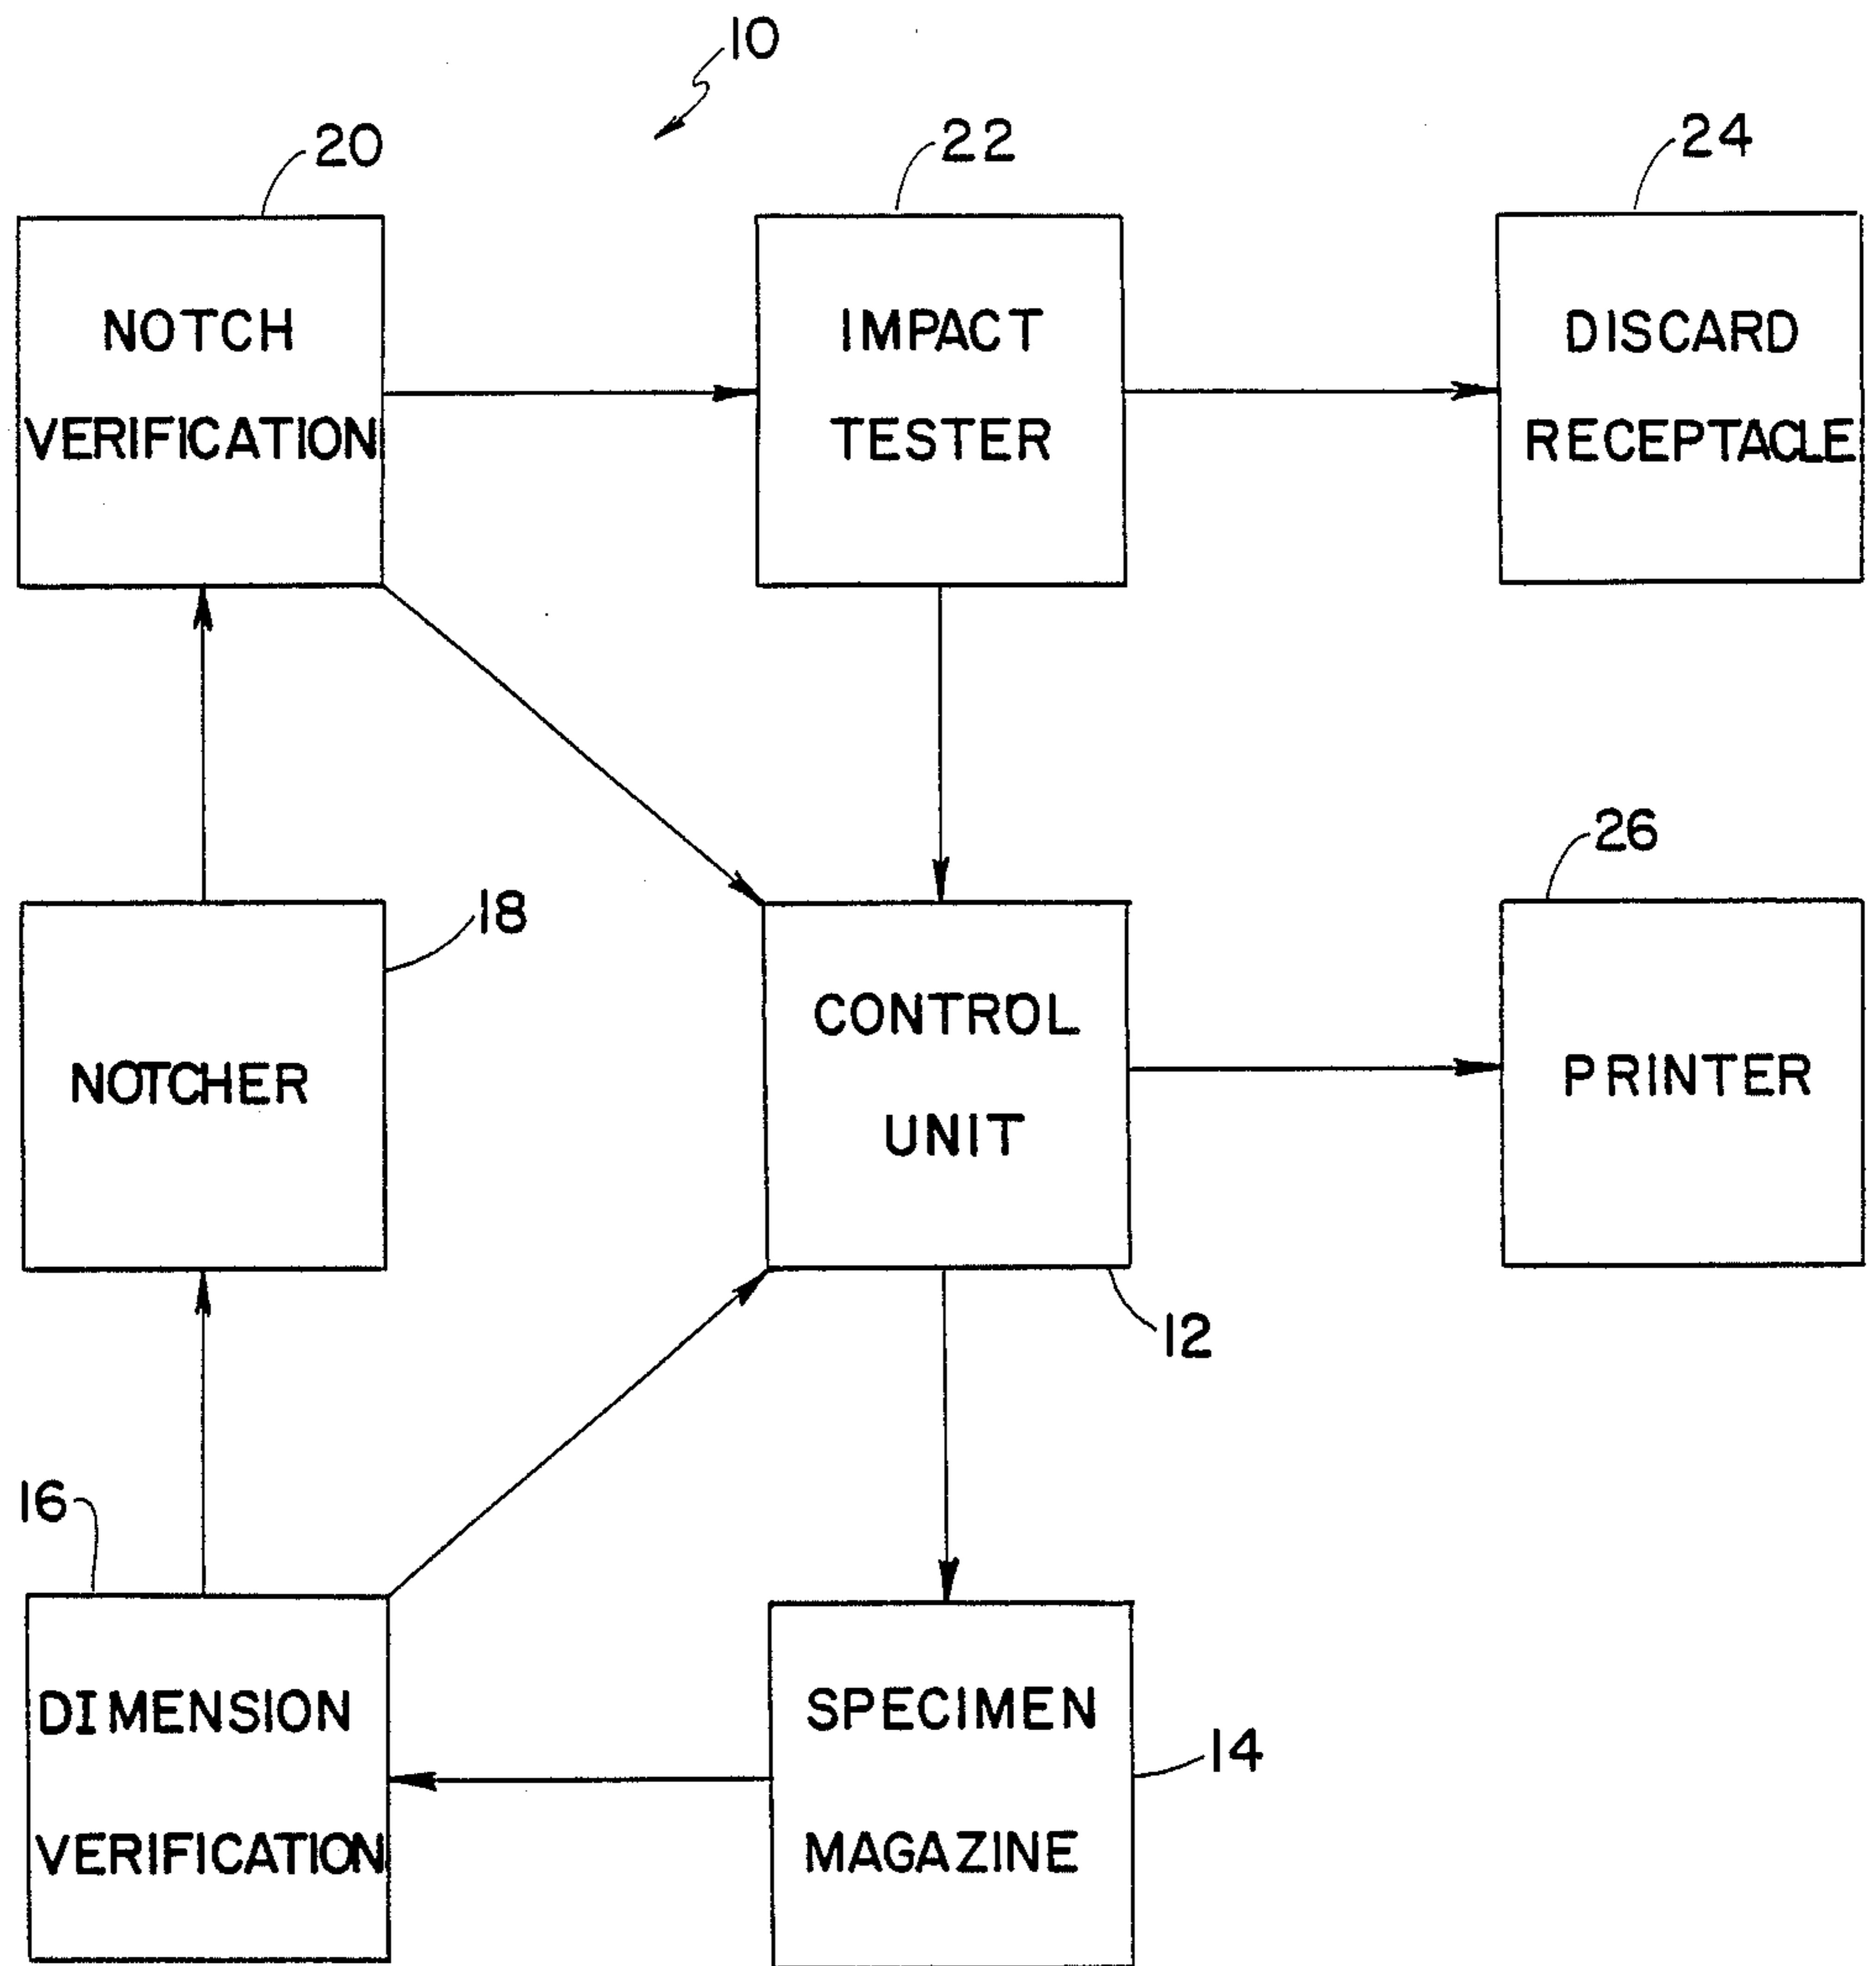 10
20
22
24
NOTCH
VERIFICATION
IMPACT
TESTER
DISCARD
RECEPTACLE
26
18
NOTCHER
CONTROL
UNIT
PRINTER
12
16
DIMENSION
VERIFICATION
SPECIMEN
MAGAZINE
14